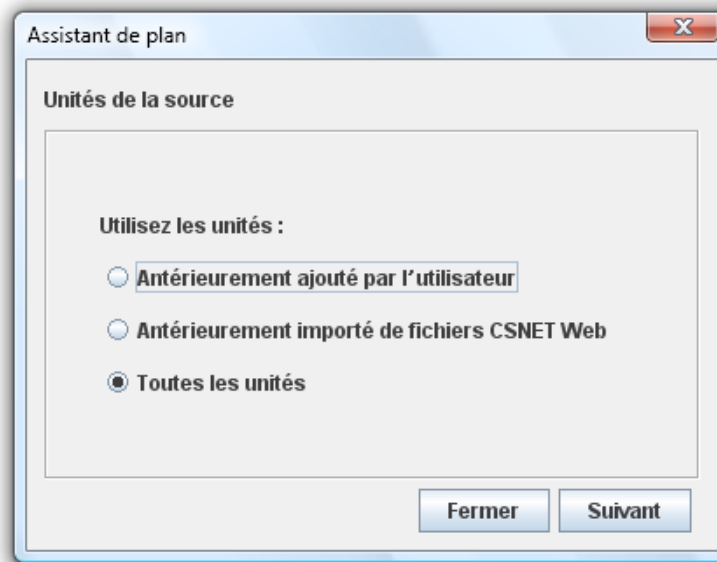 Assistant de plan
Unités de la source
Utilisez les unités :
Antérieurement ajouté par l'utilisateur
Antérieurement importé de fichiers CSNET Web
Toutes les unités
Fermer Suivant